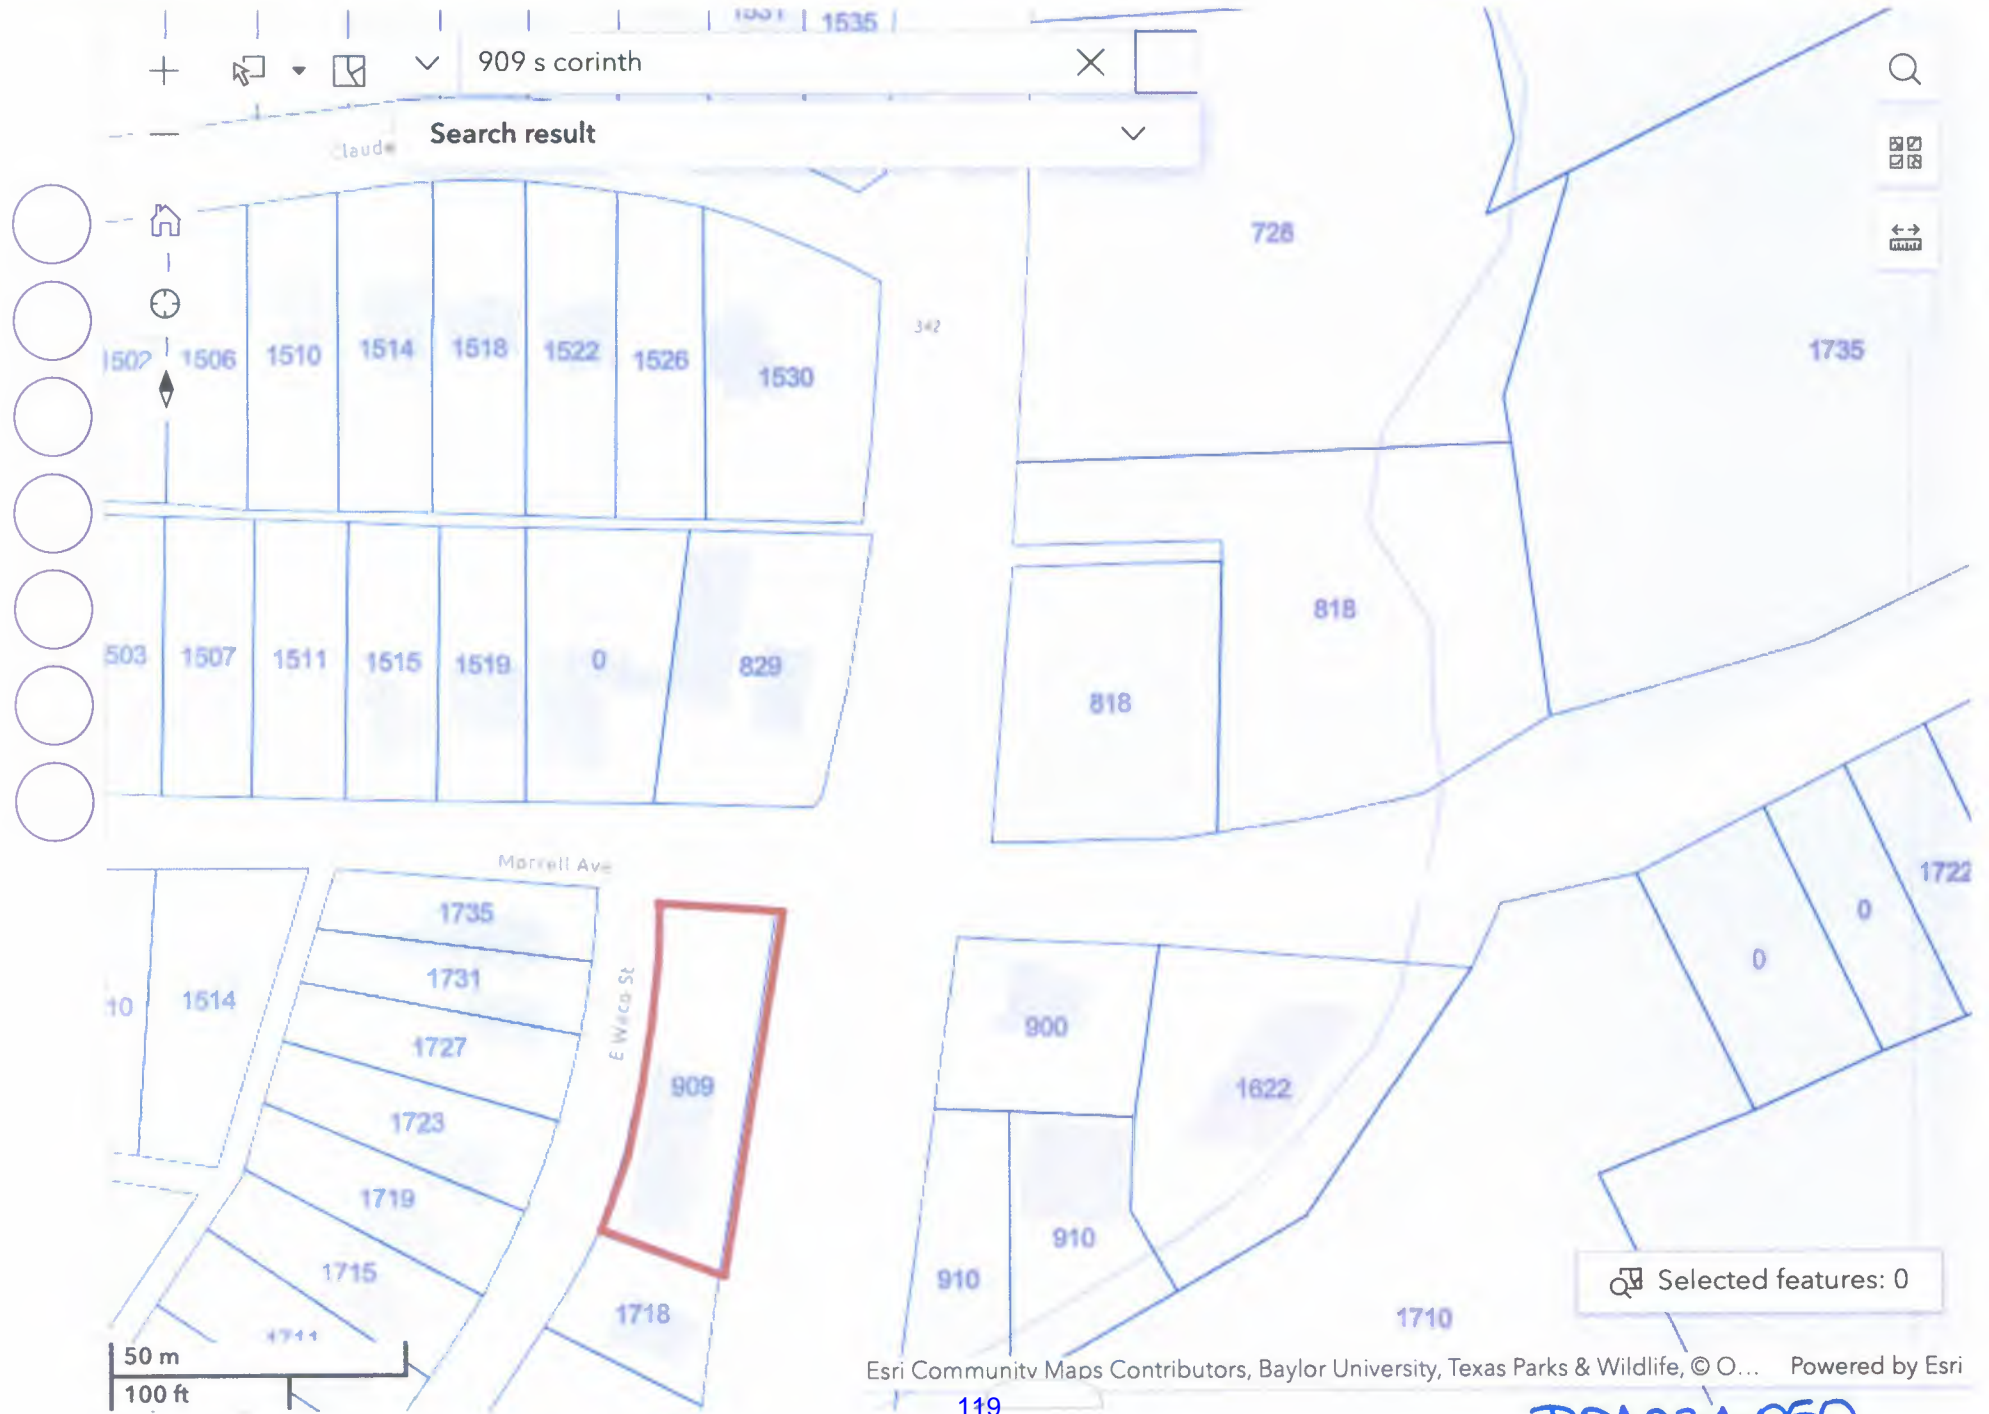 1535
909 s corinth
Search result
728
342
1735
1502 1506 1510 1514 1518 1522 1526 1530
818
503 1507 1511 1515 1519 0 829
818
Morrell Ave
1722
1735
0
0
1731
10 1514
E Waco St
900
1727
909
1622
1723
1719
910
1715
910
Selected features: 0
1718
1710
1711
50 m
Esri Community Maps Contributors, Baylor University, Texas Parks & Wildlife, © O... Powered by Esri
100 ft
119